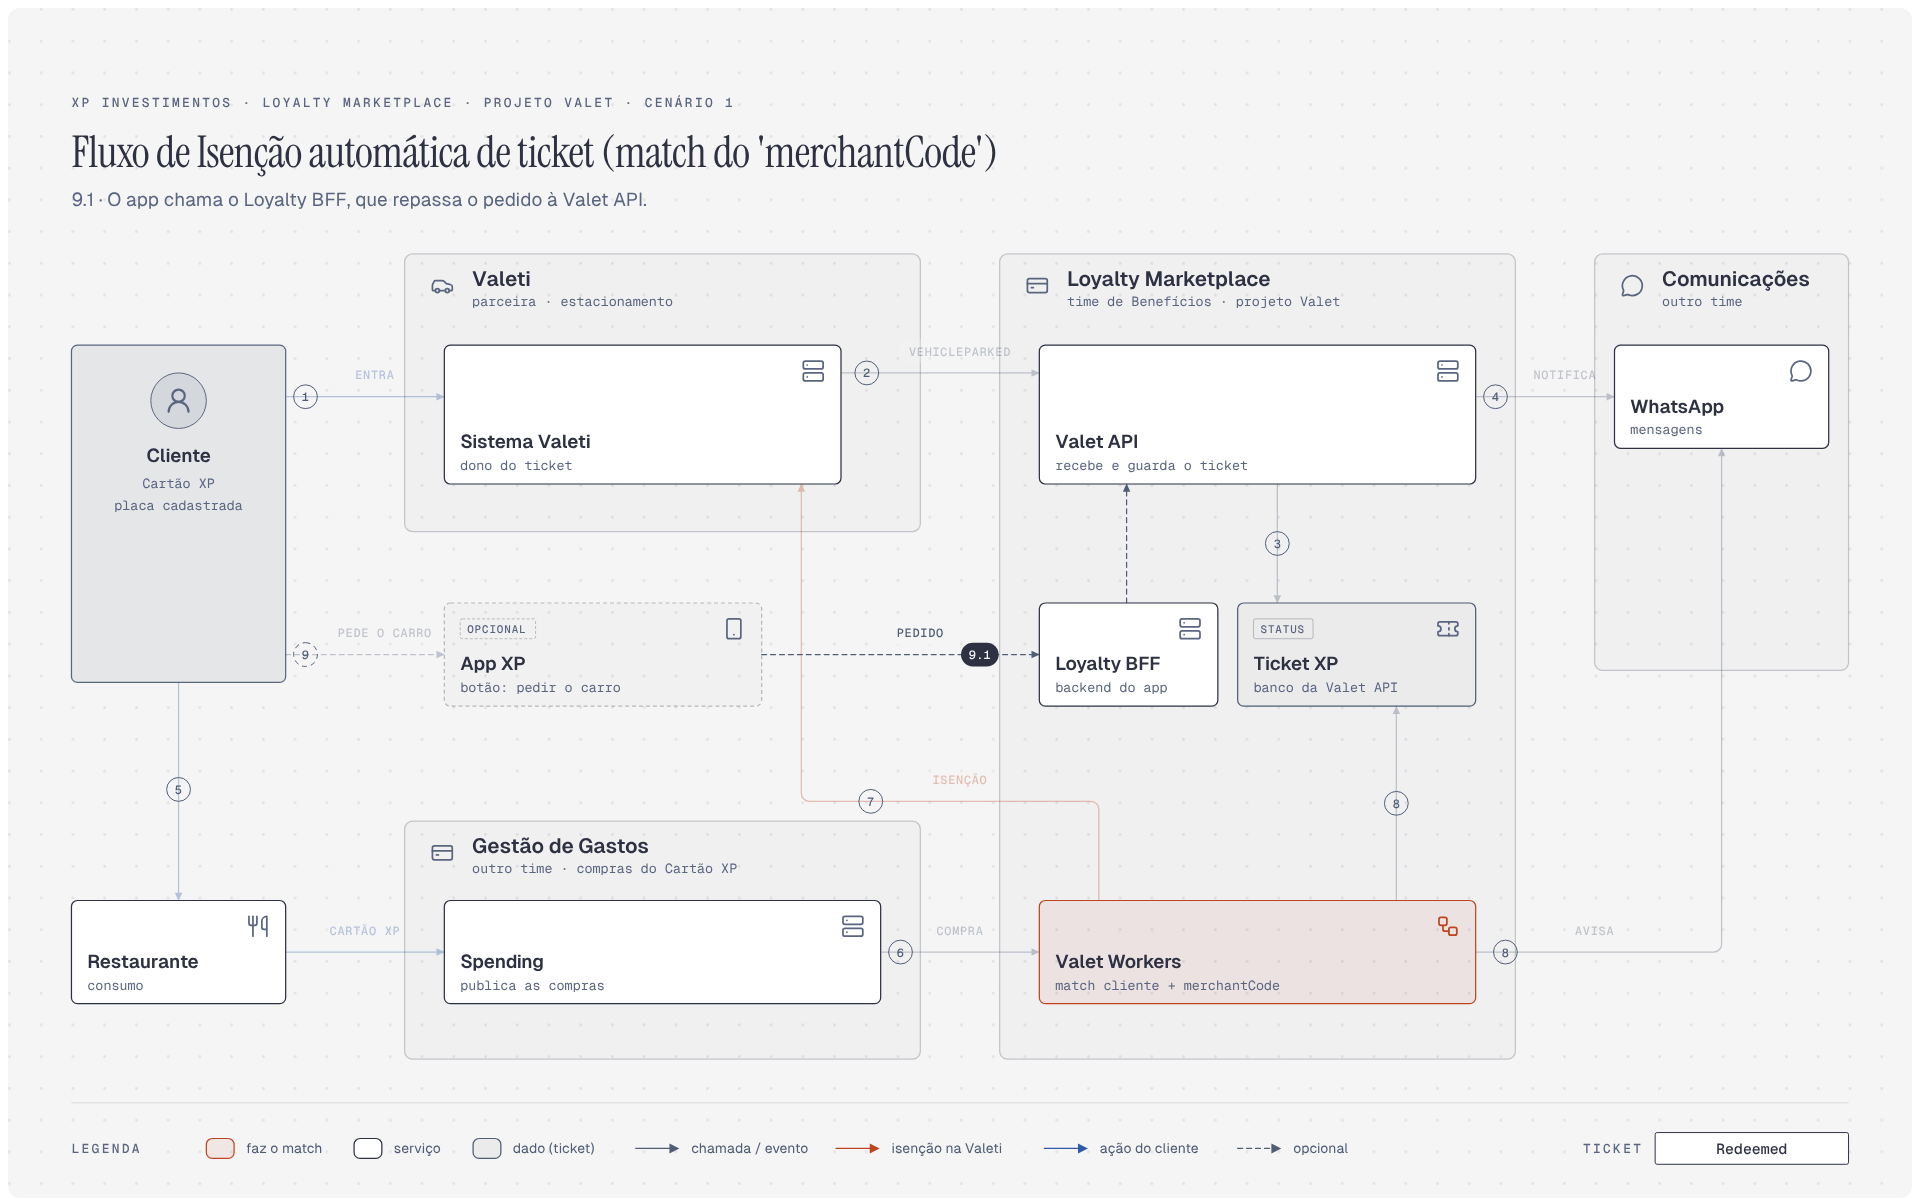 XP INVESTIMENTOS · LOYALTY MARKETPLACE · PROJETO VALET · CENÁRIO 1
Fluxo de Isenção automática de ticket (match do 'merchantCode')
9.1 · O app chama o Loyalty BFF, que repassa o pedido à Valet API.
Valeti
parceira · estacionamento
Loyalty Marketplace
time de Benefícios · projeto Valet
Comunicações
outro time
Cliente
Cartão XP
placa cadastrada
1
ENTRA
Sistema Valeti
dono do ticket
2
VEHICLEPARKED
Valet API
recebe e guarda o ticket
4
NOTIFICA
WhatsApp
mensagens
3
9
PEDE O CARRO
OPCIONAL
App XP
botão: pedir o carro
PEDIDO
9.1
Loyalty BFF
backend do app
STATUS
Ticket XP
banco da Valet API
5
ISENÇÃO
7
8
Gestão de Gastos
outro time · compras do Cartão XP
Restaurante
consumo
CARTÃO XP
Spending
publica as compras
6
COMPRA
Valet Workers
match cliente + merchantCode
8
AVISA
LEGENDA
faz o match
serviço
dado (ticket)
chamada / evento
isenção na Valeti
ação do cliente
opcional
TICKET
Redeemed